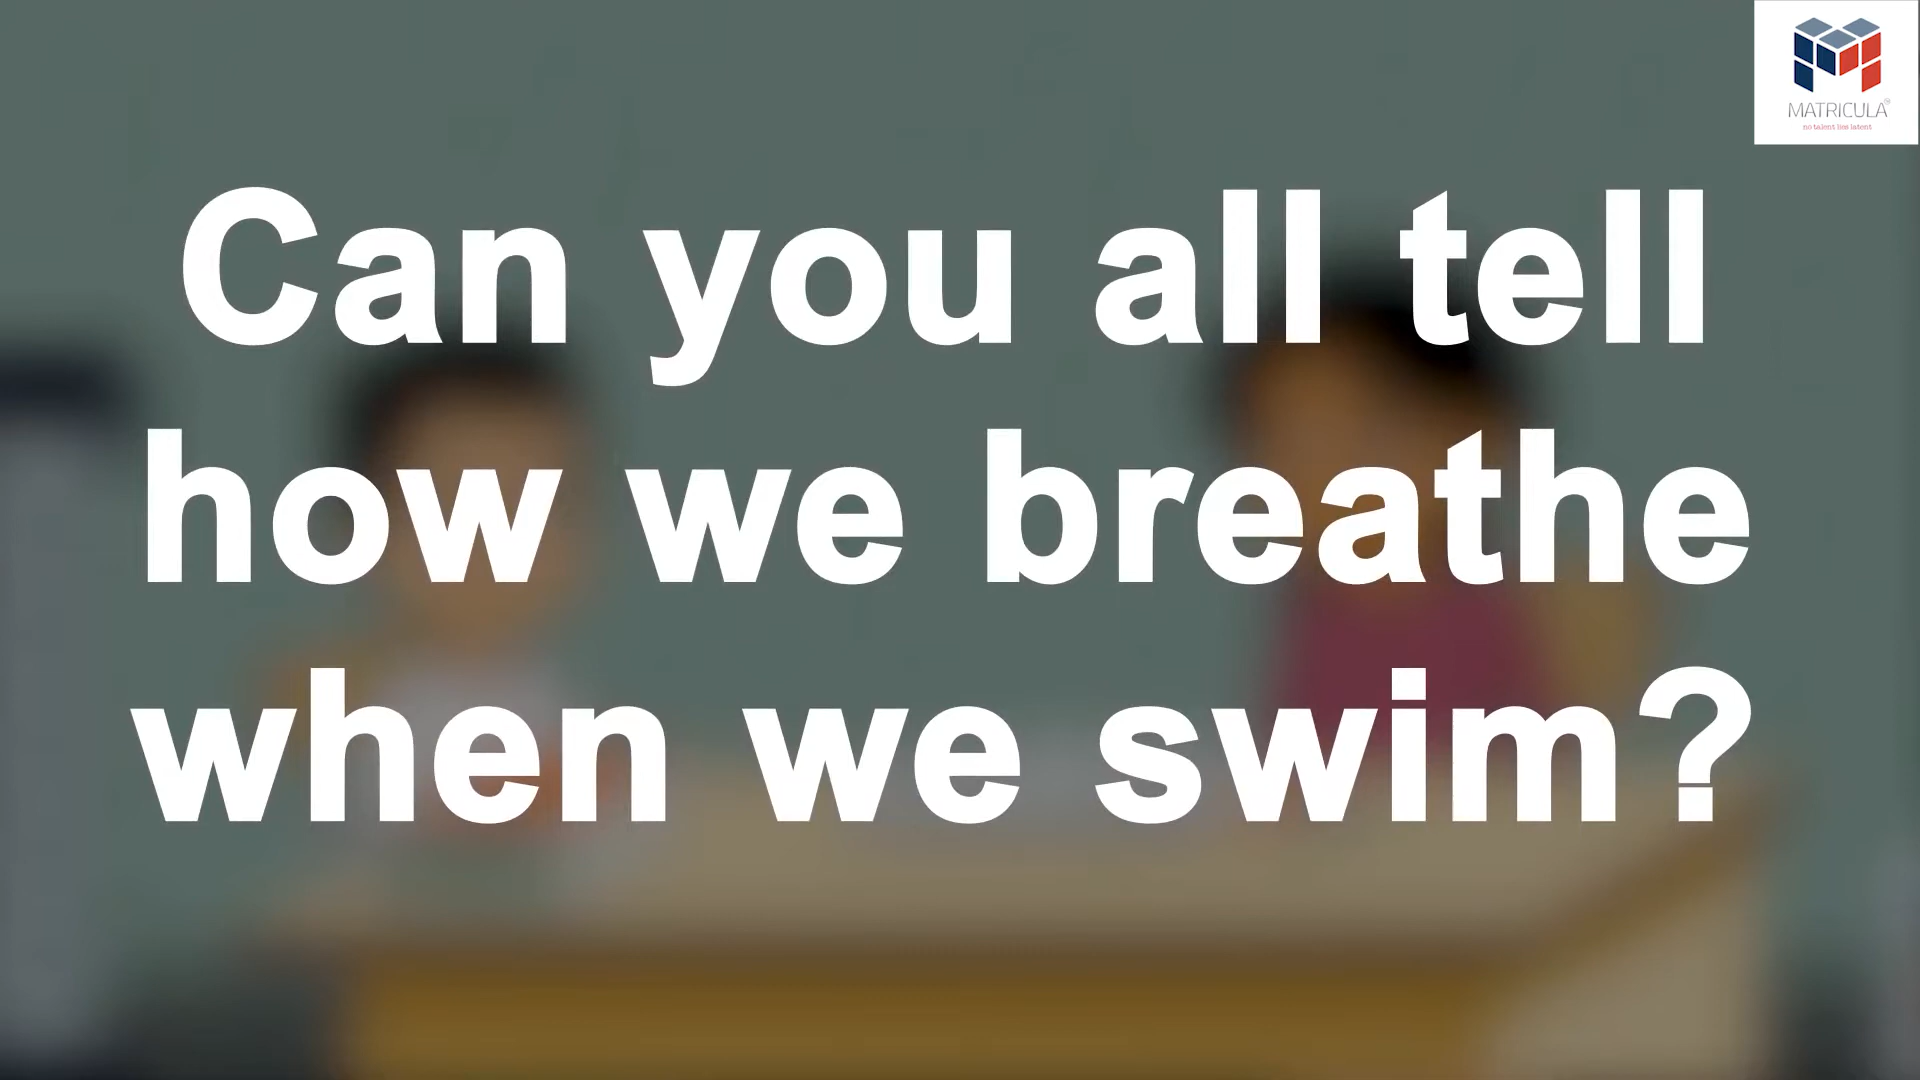 MATRICULA®
no talent lies latent
Can you all tell
how we breathe
when we swim?